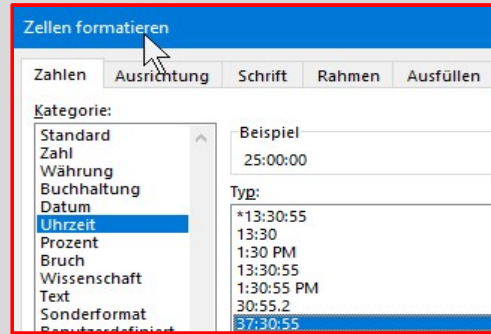 Zellen formatieren
Zahlen Ausrichtung Schrift Rahmen Ausfüllen
Kategorie:
Standard
Zahl
Währung
Buchhaltung
Datum
Uhrzeit
Prozent
Bruch
Wissenschaft
Text
Sonderformat
Benutzerdefiniert
Beispiel
25:00:00
Typ:
*13:30:55
13:30
1:30 PM
13:30:55
1:30:55 PM
30:55.2
37:30:55